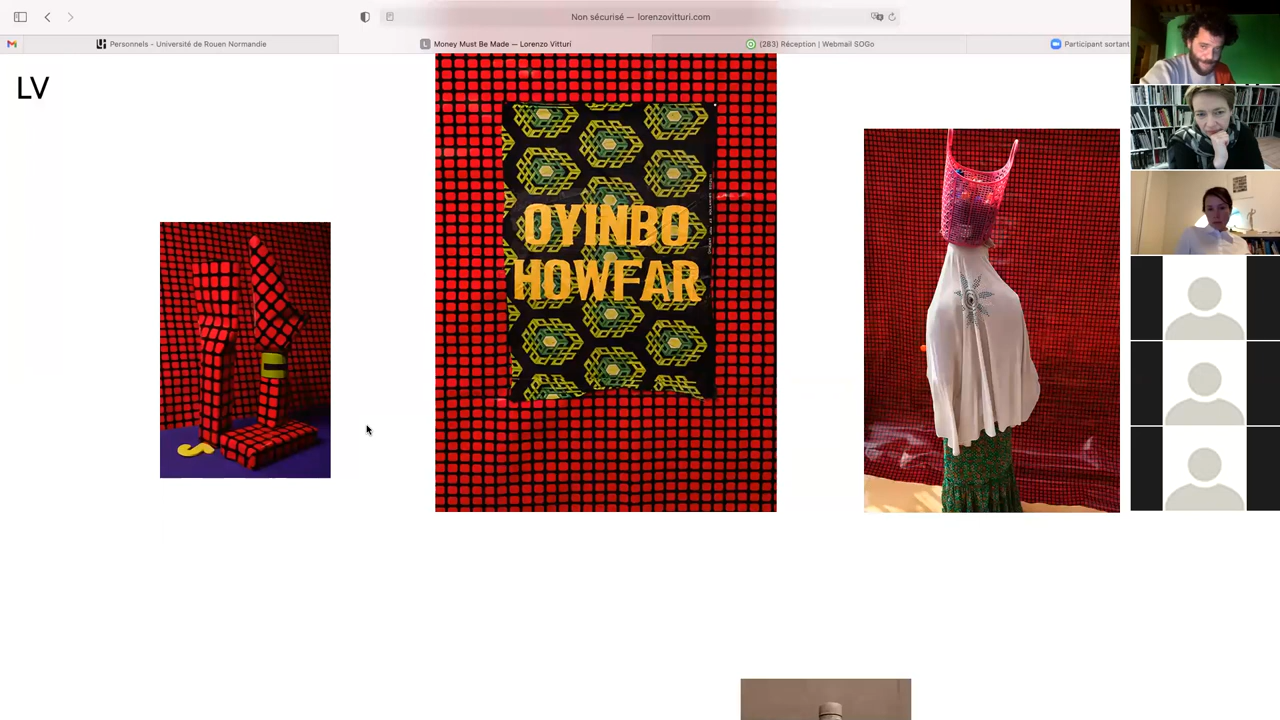 Non sécurisé — lorenzovitturi.com
Personnels - Université de Rouen Normandie
Money Must Be Made — Lorenzo Vitturi
(283) Réception | Webmail SOGo
Participant sortant
LV
OYINBO
HOWFAR